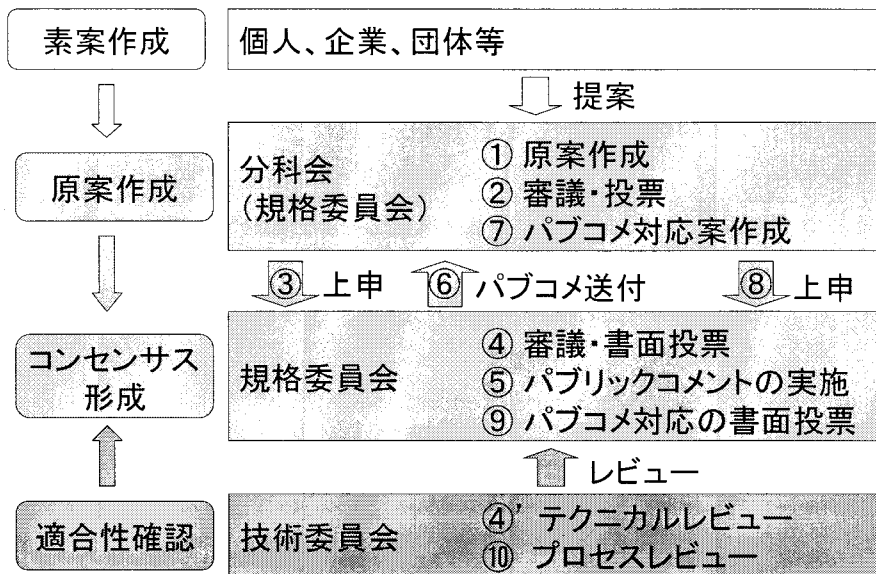 素案作成
個人、企業、団体等
提案
原案作成
分科会
(規格委員会)
① 原案作成
② 審議・投票
⑦ パブコメ対応案作成
③ 上申
⑥ パブコメ送付
⑧ 上申
コンセンサス
形成
規格委員会
④ 審議・書面投票
⑤ パブリックコメントの実施
⑨ パブコメ対応の書面投票
レビュー
適合性確認
技術委員会
④' テクニカルレビュー
⑩ プロセスレビュー